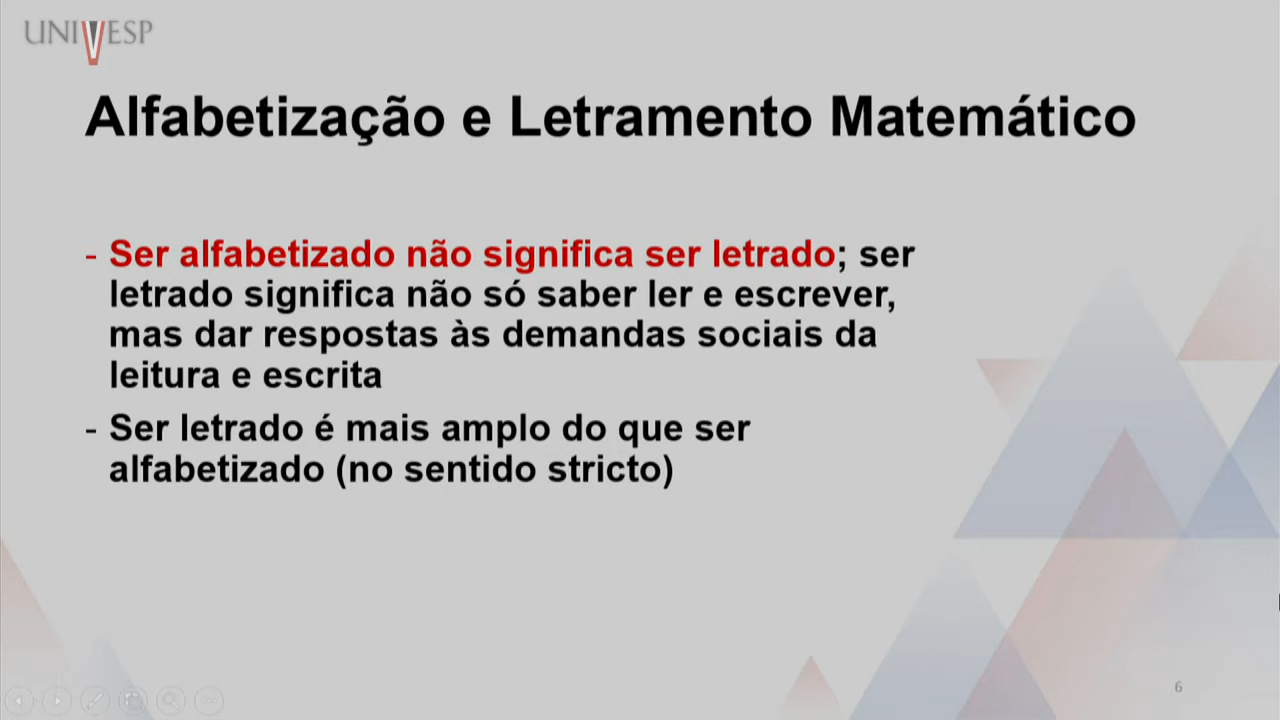 UNIVESP
Alfabetização e Letramento Matemático
- Ser alfabetizado não significa ser letrado; ser
letrado significa não só saber ler e escrever,
mas dar respostas às demandas sociais da
leitura e escrita
- Ser letrado é mais amplo do que ser
alfabetizado (no sentido stricto)
6